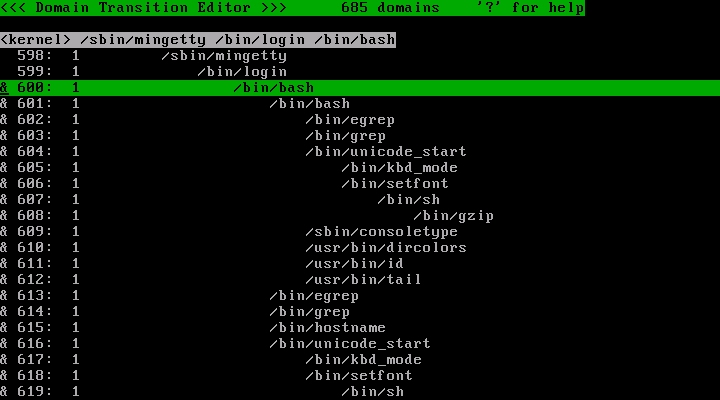 <<< Domain Transition Editor >>>      685 domains    '?' for help
<kernel> /sbin/mingetty /bin/login /bin/bash
  598:  1         /sbin/mingetty
  599:  1             /bin/login
& 600:  1                 /bin/bash
& 601:  1                     /bin/bash
& 602:  1                         /bin/egrep
& 603:  1                         /bin/grep
& 604:  1                         /bin/unicode_start
& 605:  1                             /bin/kbd_mode
& 606:  1                             /bin/setfont
& 607:  1                                 /bin/sh
& 608:  1                                     /bin/gzip
& 609:  1                         /sbin/consoletype
& 610:  1                         /usr/bin/dircolors
& 611:  1                         /usr/bin/id
& 612:  1                         /usr/bin/tail
& 613:  1                     /bin/egrep
& 614:  1                     /bin/grep
& 615:  1                     /bin/hostname
& 616:  1                     /bin/unicode_start
& 617:  1                         /bin/kbd_mode
& 618:  1                         /bin/setfont
& 619:  1                             /bin/sh